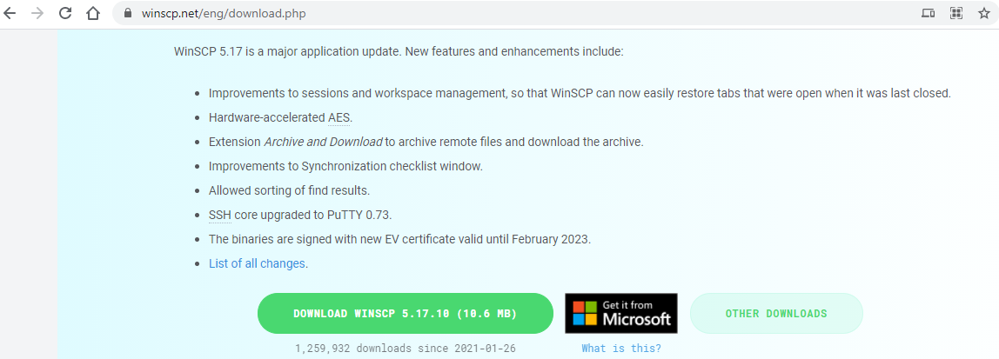 winscp.net/eng/download.php
WinSCP 5.17 is a major application update. New features and enhancements include:
• Improvements to sessions and workspace management, so that WinSCP can now easily restore tabs that were open when it was last closed.
• Hardware-accelerated AES.
• Extension Archive and Download to archive remote files and download the archive.
• Improvements to Synchronization checklist window.
• Allowed sorting of find results.
• SSH core upgraded to PuTTY 0.73.
• The binaries are signed with new EV certificate valid until February 2023.
• List of all changes.
DOWNLOAD WINSCP 5.17.10 (10.6 MB)
Get it from
Microsoft
OTHER DOWNLOADS
1,259,932 downloads since 2021-01-26
What is this?